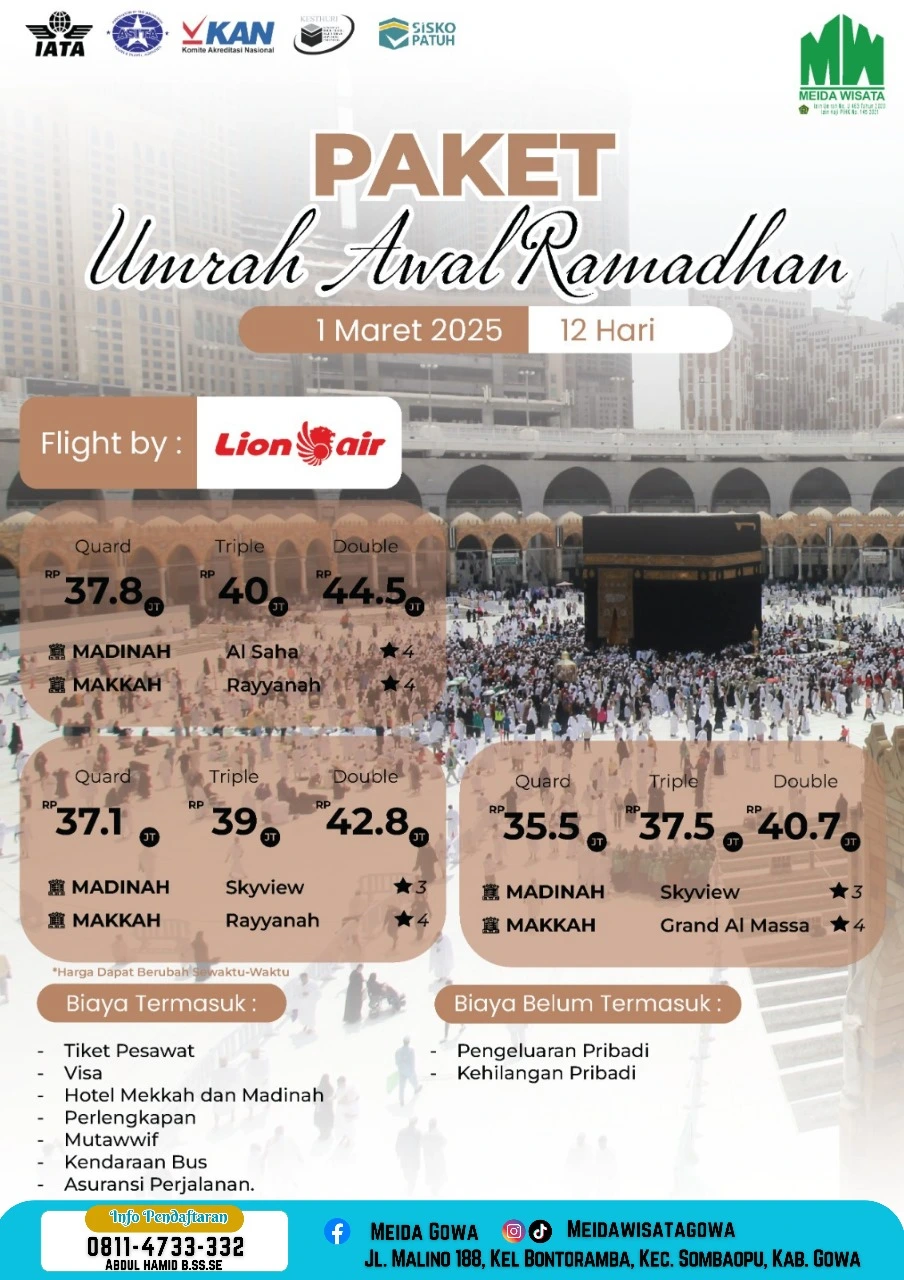 IATA
ASITA
KAN
Komite Akreditasi Nasional
KESTHURI
SISKO
PATUH
MW
MEIDA WISATA
PAKET
Umrah Awal Ramadhan
1 Maret 2025 12 Hari
Flight by : Lion air
Quard Triple Double
RP 37.8 JT RP 40 JT RP 44.5 JT
MADINAH Al Saha 4
MAKKAH Rayyanah 4
Quard Triple Double
RP 37.1 JT RP 39 JT RP 42.8 JT
MADINAH Skyview 3
MAKKAH Rayyanah 4
Quard Triple Double
RP 35.5 JT RP 37.5 JT RP 40.7 JT
MADINAH Skyview 3
MAKKAH Grand Al Massa 4
*Harga Dapat Berubah Sewaktu-Waktu
Biaya Termasuk :
- Tiket Pesawat
- Visa
- Hotel Mekkah dan Madinah
- Perlengkapan
- Mutawwif
- Kendaraan Bus
- Asuransi Perjalanan.
Biaya Belum Termasuk :
- Pengeluaran Pribadi
- Kehilangan Pribadi
Info Pendaftaran
0811-4733-332
ABDUL HAMID B.SS.SE
MEIDA GOWA MEIDAWISATAGOWA
JL. MALINO 188, KEL BONTORAMBA, KEC. SOMBAOPU, KAB. GOWA